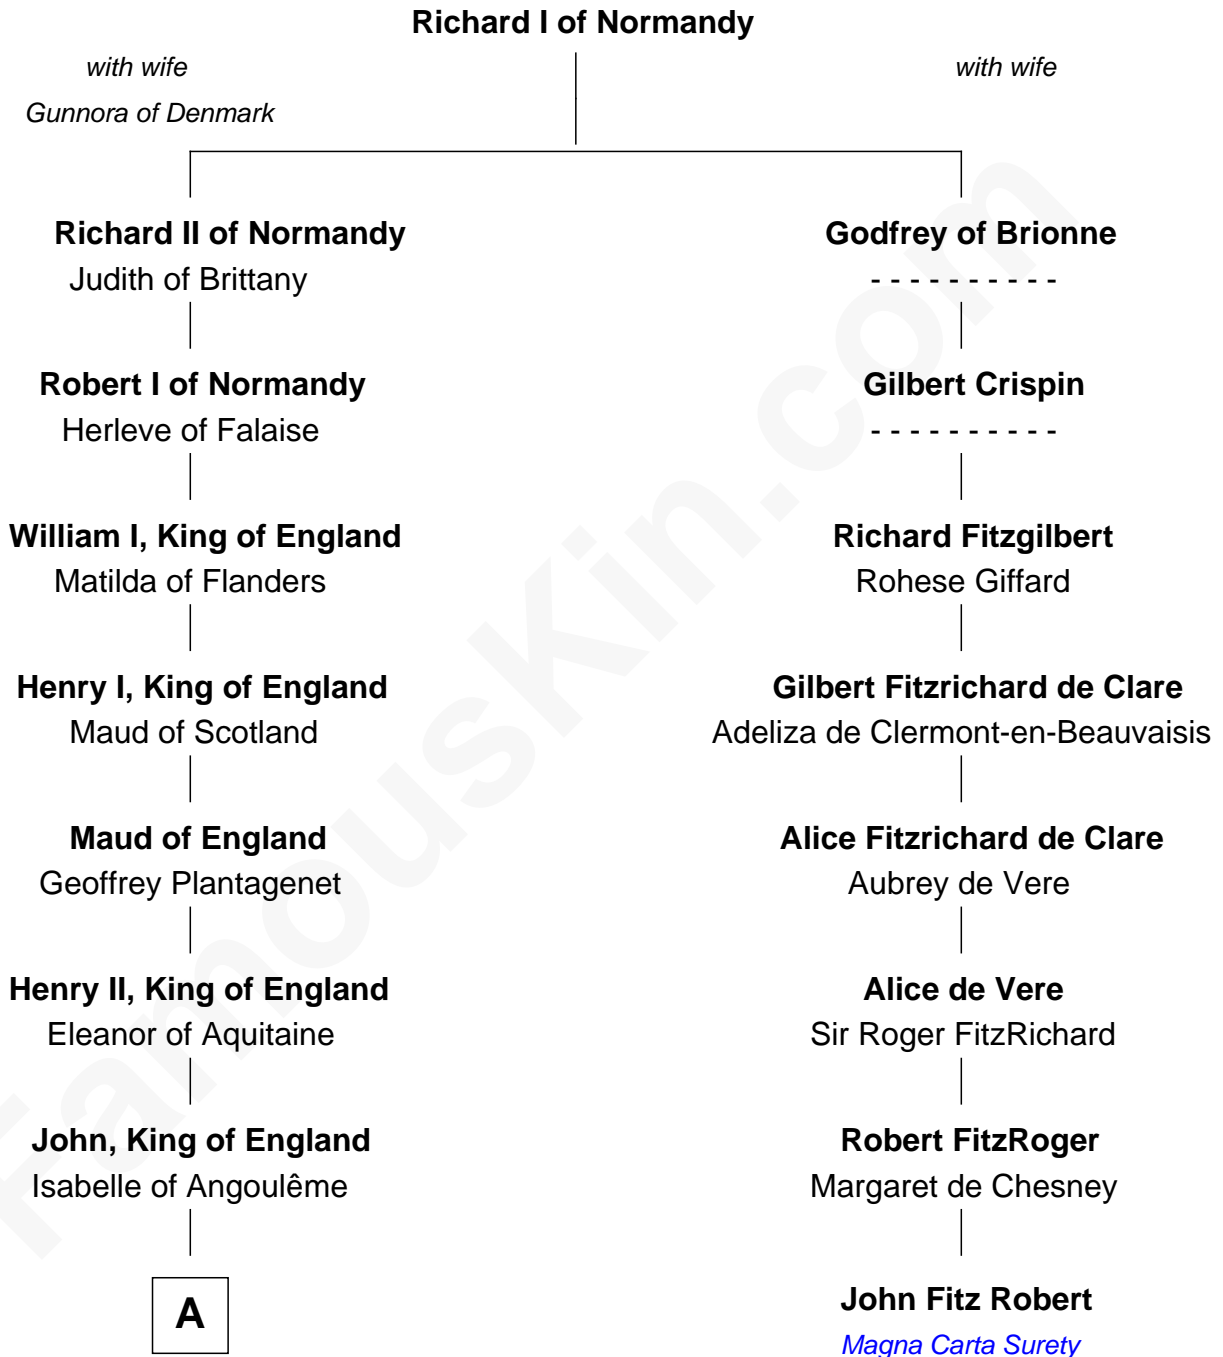 Richard I of Normandy
with wife
Gunnora of Denmark
with wife
Richard II of Normandy
Judith of Brittany
Godfrey of Brionne
- - - - - - - - - -
Robert I of Normandy
Herleve of Falaise
Gilbert Crispin
- - - - - - - - - -
William I, King of England
Matilda of Flanders
Richard Fitzgilbert
Rohese Giffard
Henry I, King of England
Maud of Scotland
Gilbert Fitzrichard de Clare
Adeliza de Clermont-en-Beauvaisis
Maud of England
Geoffrey Plantagenet
Alice Fitzrichard de Clare
Aubrey de Vere
Henry II, King of England
Eleanor of Aquitaine
Alice de Vere
Sir Roger FitzRichard
John, King of England
Isabelle of Angoulême
Robert FitzRoger
Margaret de Chesney
A
John Fitz Robert
Magna Carta Surety
FamousKin.com